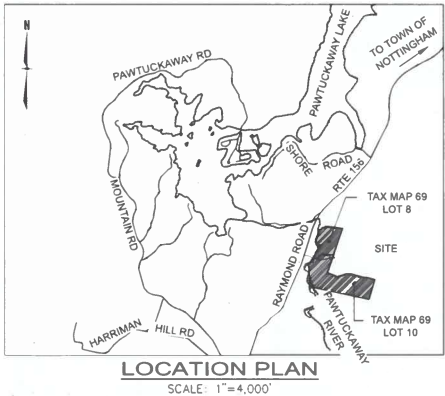 N
PAWTUCKAWAY RD
PAWTUCKAWAY LAKE
TO TOWN OF
NOTTINGHAM
SHORE
ROAD
RTE 156
TAX MAP 69
LOT 8
MOUNTAIN RD
RAYMOND ROAD
SITE
PAWTUCKAWAY
RIVER
TAX MAP 69
LOT 10
HARRIMAN
HILL RD
LOCATION PLAN
SCALE: 1"=4,000'